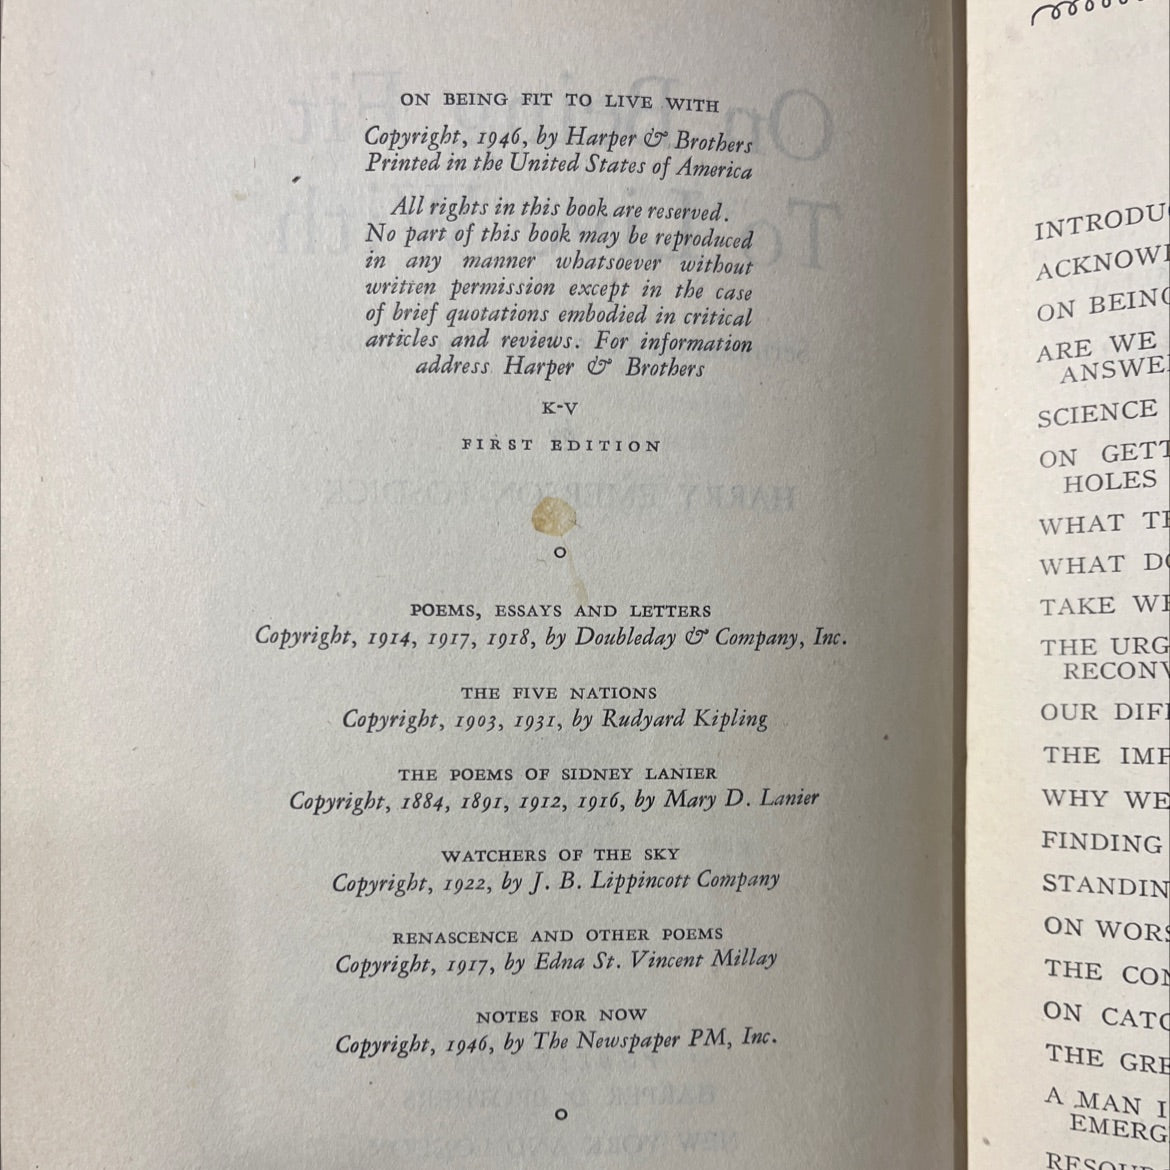 ON BEING FIT TO LIVE WITH
Copyright, 1946, by Harper & Brothers
Printed in the United States of America
All rights in this book are reserved.
No part of this book may be reproduced
in any manner whatsoever without
written permission except in the case
of brief quotations embodied in critical
articles and reviews. For information
address Harper & Brothers
K-V
FIRST EDITION
POEMS, ESSAYS AND LETTERS
Copyright, 1914, 1917, 1918, by Doubleday & Company, Inc.
THE FIVE NATIONS
Copyright, 1903, 1931, by Rudyard Kipling
THE POEMS OF SIDNEY LANIER
Copyright, 1884, 1891, 1912, 1916, by Mary D. Lanier
WATCHERS OF THE SKY
Copyright, 1922, by J. B. Lippincott Company
RENASCENCE AND OTHER POEMS
Copyright, 1917, by Edna St. Vincent Millay
NOTES FOR NOW
Copyright, 1946, by The Newspaper PM, Inc.
INTRODU
ACKNOW
ON BEING
ARE WE
ANSWE
SCIENCE
ON GETT
HOLES
WHAT
WHAT DO
TAKE WE
THE URG
RECONV
OUR DIF
THE IM
WHY WE
FINDING
STANDIN
ON WORS
THE CON
ON CATC
THE GRE
A MAN I
EMERG